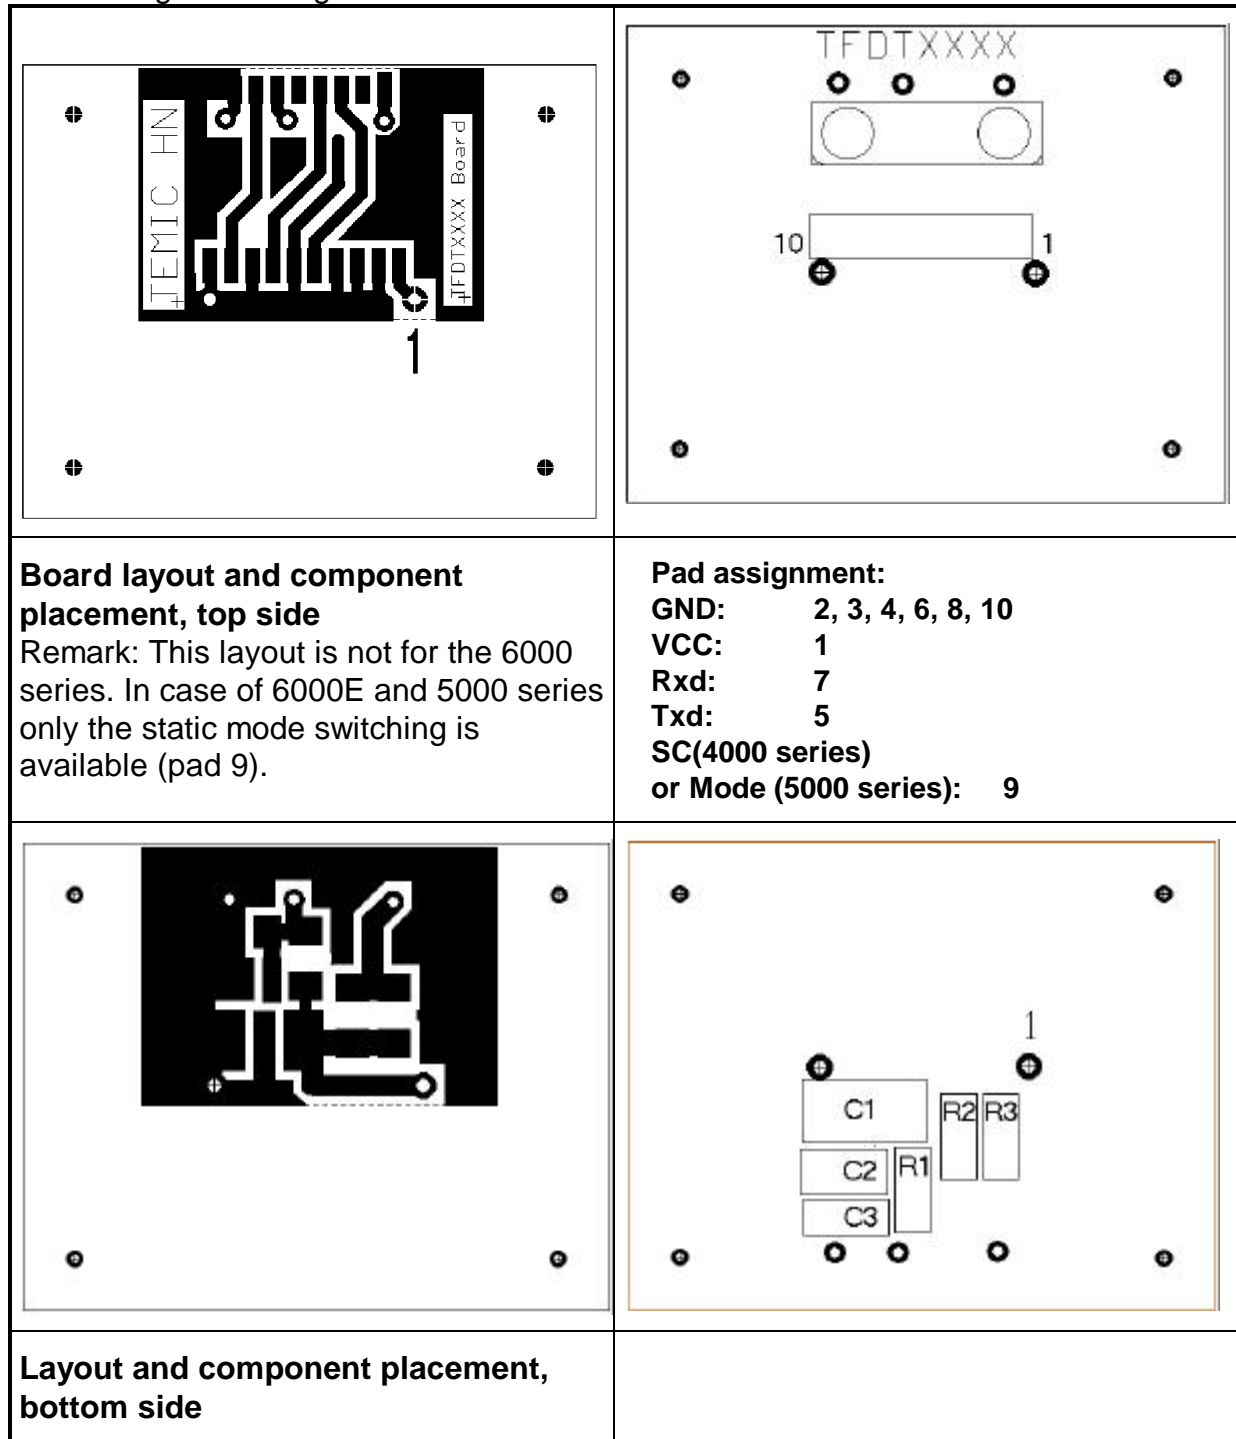 TEMIC HN
TFDTXXXX Board
1
TFDTXXXX
10
1
Board layout and component
placement, top side
Remark: This layout is not for the 6000
series. In case of 6000E and 5000 series
only the static mode switching is
available (pad 9).
Pad assignment:
GND: 2, 3, 4, 6, 8, 10
VCC: 1
Rxd: 7
Txd: 5
SC(4000 series)
or Mode (5000 series): 9
1
C1
R2 R3
C2 R1
C3
Layout and component placement,
bottom side